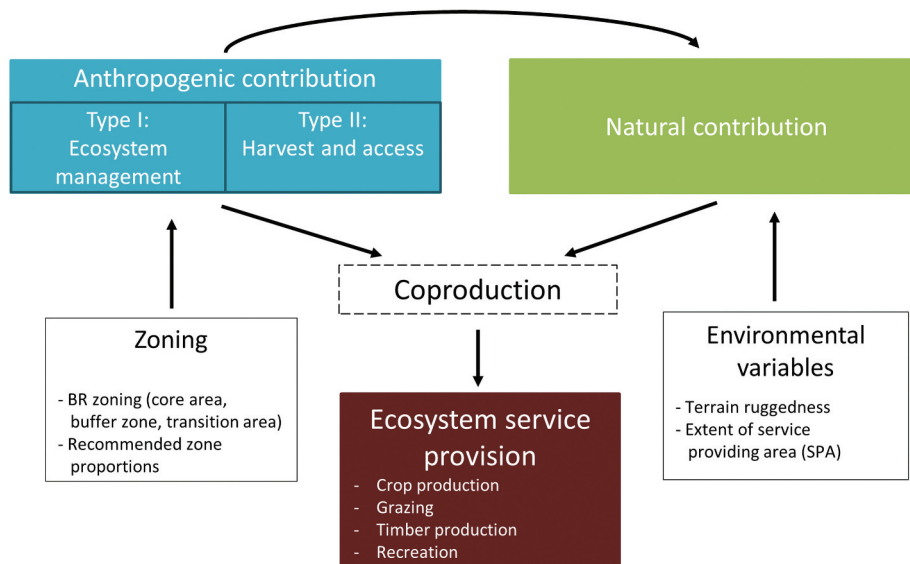 Anthropogenic contribution
Type I:
Ecosystem
management
Type II:
Harvest and access
Natural contribution
Coproduction
Zoning
- BR zoning (core area,
buffer zone, transition area)
- Recommended zone
proportions
Environmental
variables
- Terrain ruggedness
- Extent of service
providing area (SPA)
Ecosystem service
provision
- Crop production
- Grazing
- Timber production
- Recreation